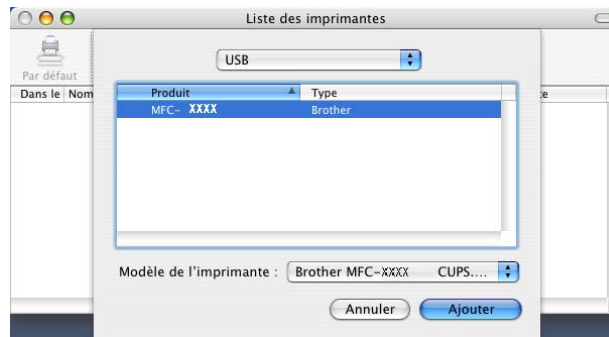 Liste des imprimantes
USB
Par défaut
Dans le Nom
Produit Type
MFC- XXXX Brother
Modèle de l'imprimante : Brother MFC-XXXX CUPS....
Annuler Ajouter